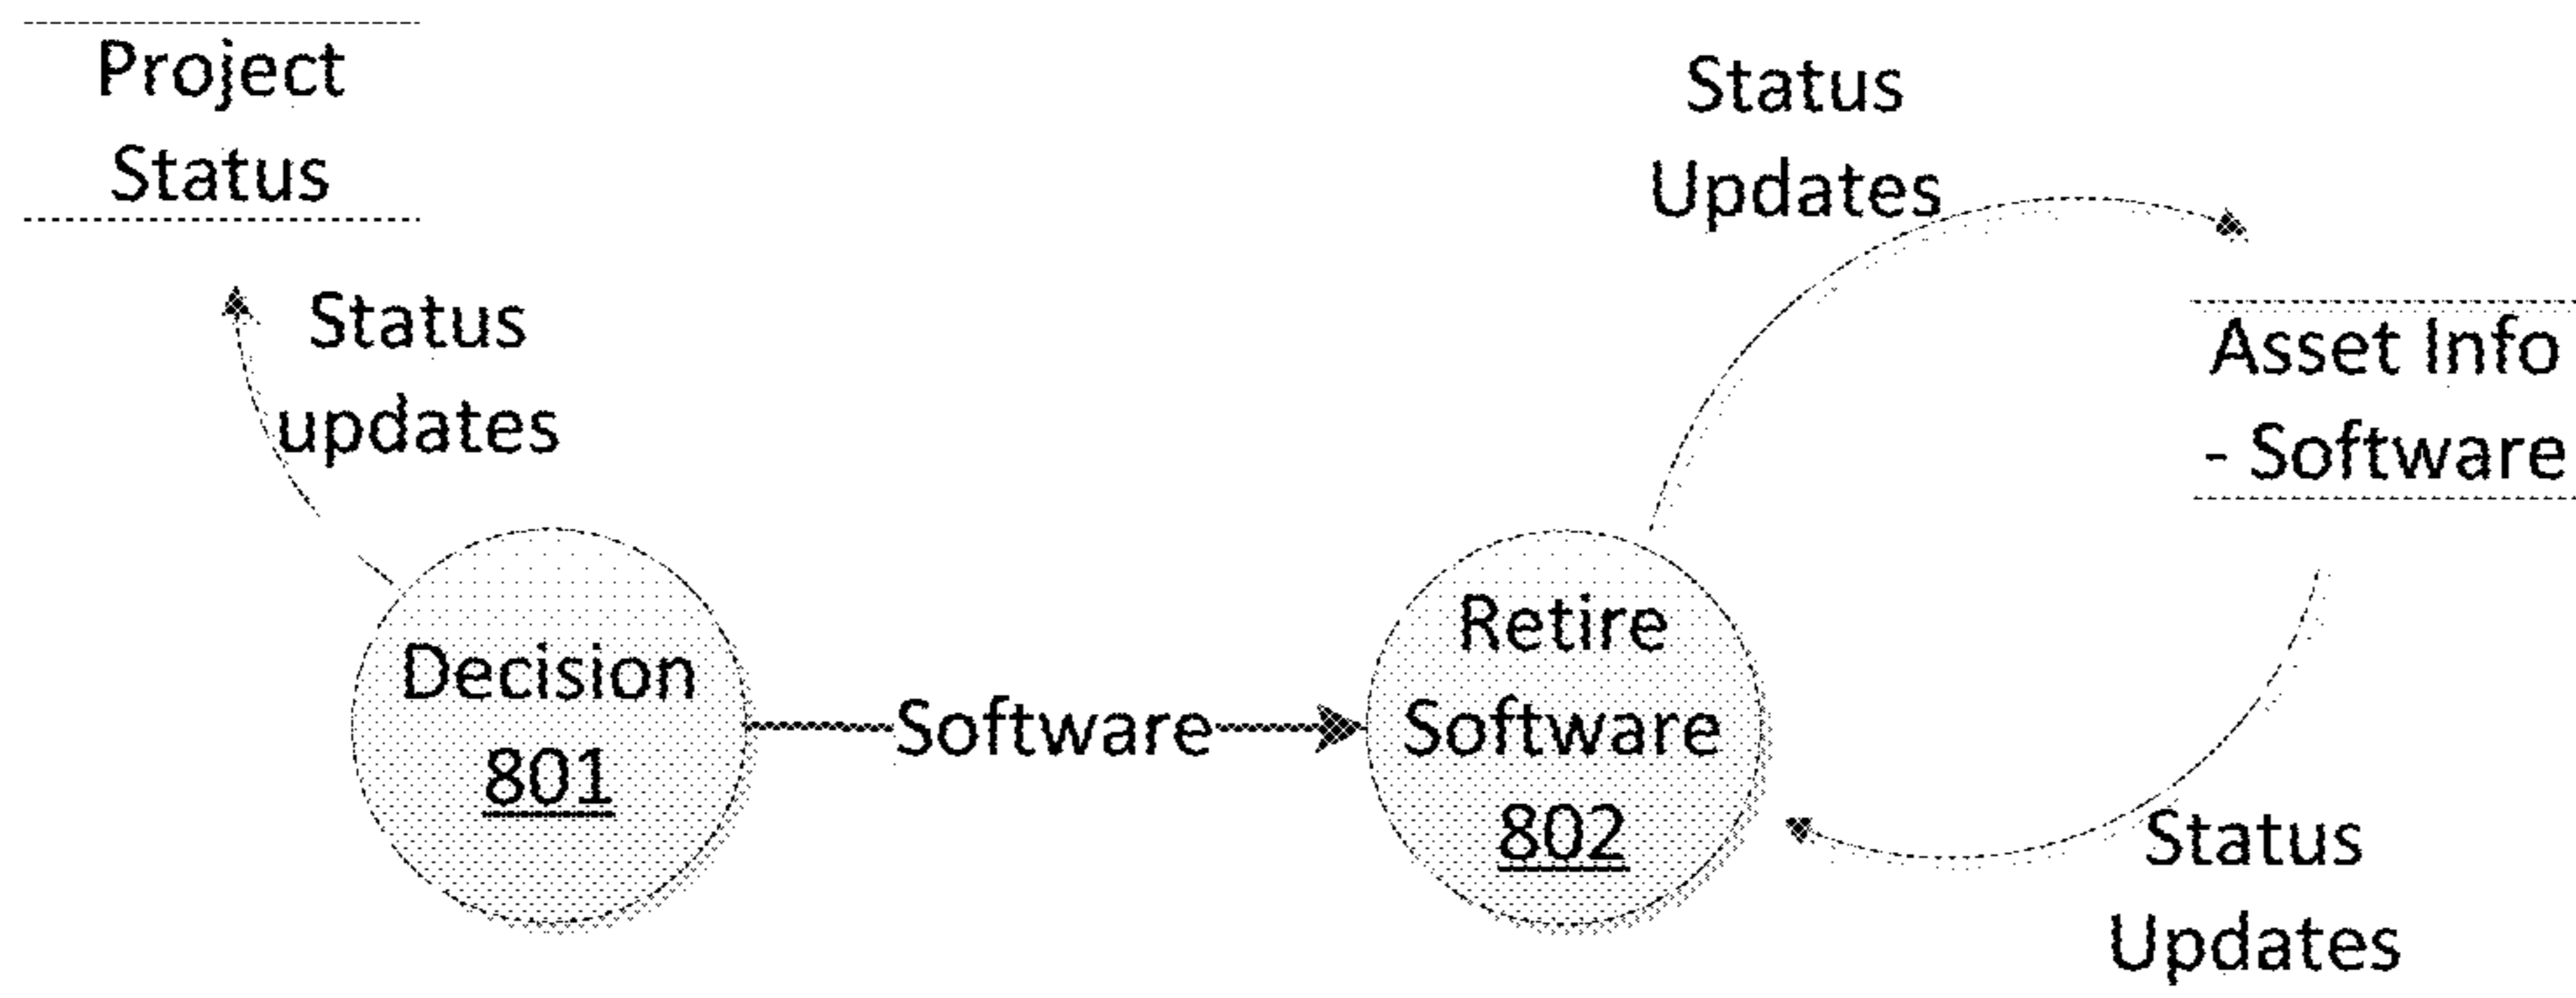 Project
Status
Status
updates
Decision
801
Software
Retire
Software
802
Status
Updates
Asset Info
- Software
Status
Updates